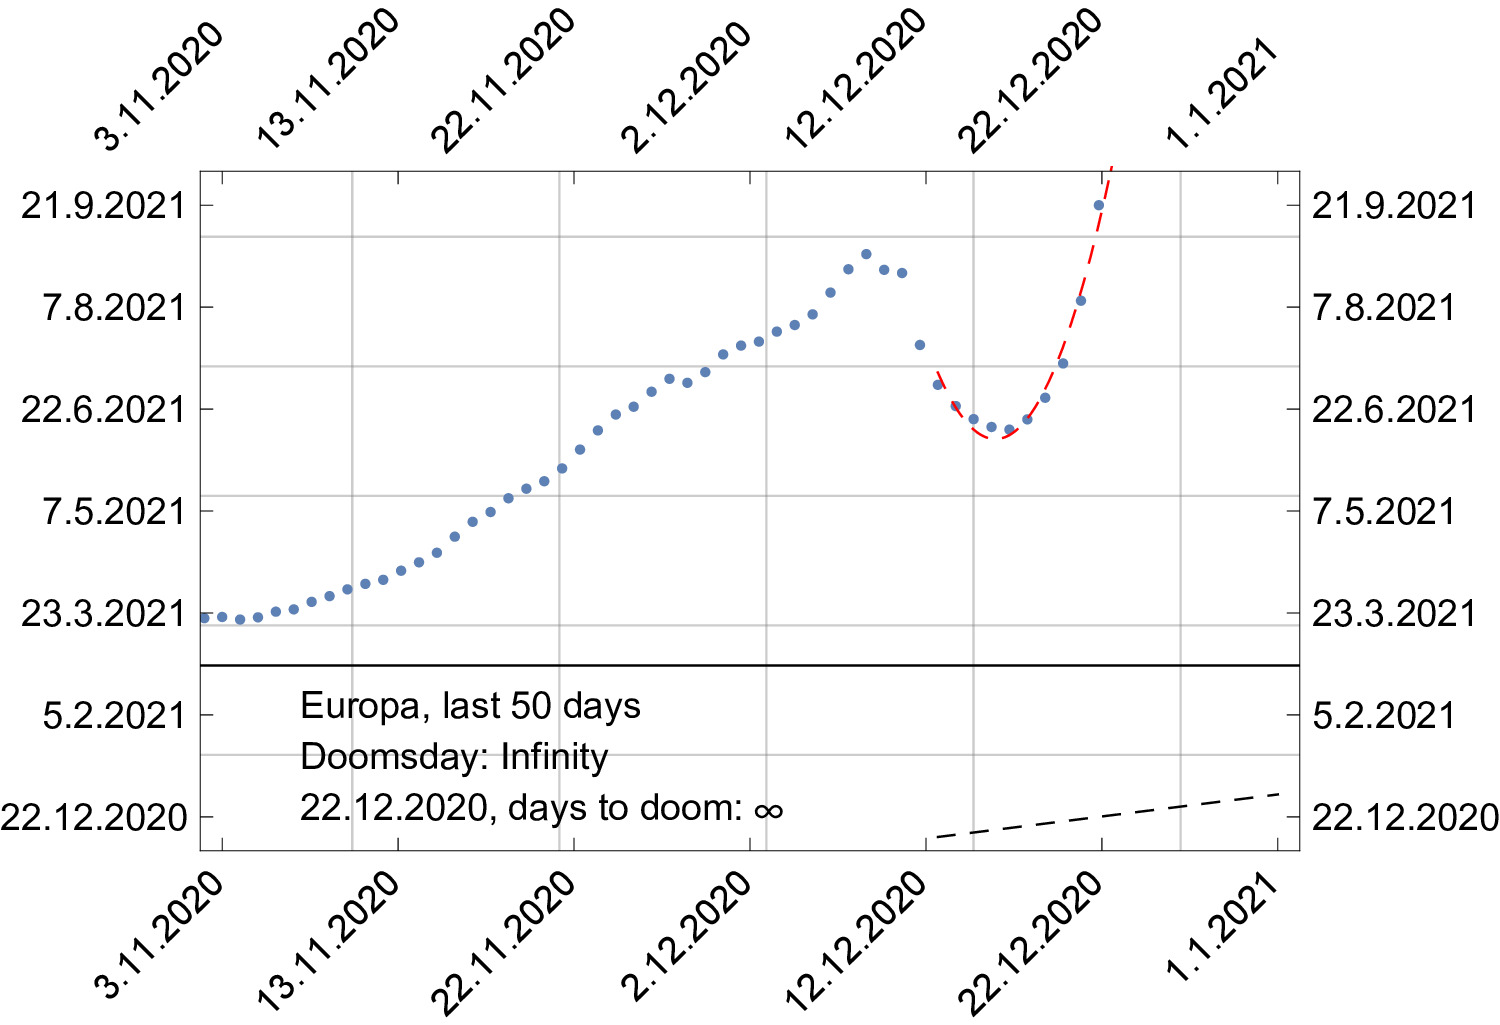 3.11.2020 13.11.2020 22.11.2020 2.12.2020 12.12.2020 22.12.2020 1.1.2021
21.9.2021 21.9.2021
7.8.2021 7.8.2021
22.6.2021 22.6.2021
7.5.2021 7.5.2021
23.3.2021 23.3.2021
Europa, last 50 days
5.2.2021 5.2.2021
Doomsday: Infinity
22.12.2020, days to doom: ∞
22.12.2020 22.12.2020
3.11.2020 13.11.2020 22.11.2020 2.12.2020 12.12.2020 22.12.2020 1.1.2021